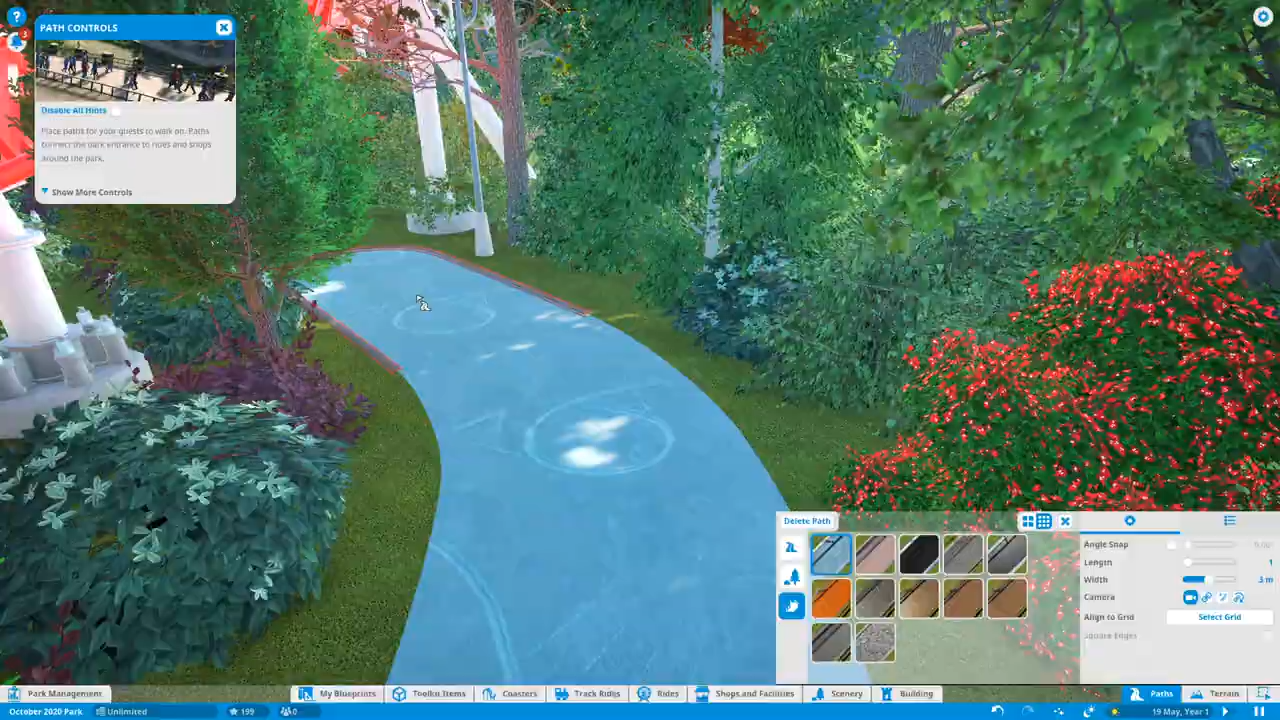 ?
PATH CONTROLS
3
Disable All Hints
Place paths for your guests to walk on. Paths
connect the park entrance to rides and shops
around the park.
Show More Controls
Delete Path
Angle Snap
Length 1
Width 3 m
Camera
Align to Grid Select Grid
Square Edges
Park Management My Blueprints Toolkit Items Coasters Track Rides Rides Shops and Facilities Scenery Building Paths Terrain
October 2020 Park Unlimited 199 0 19 May, Year 1